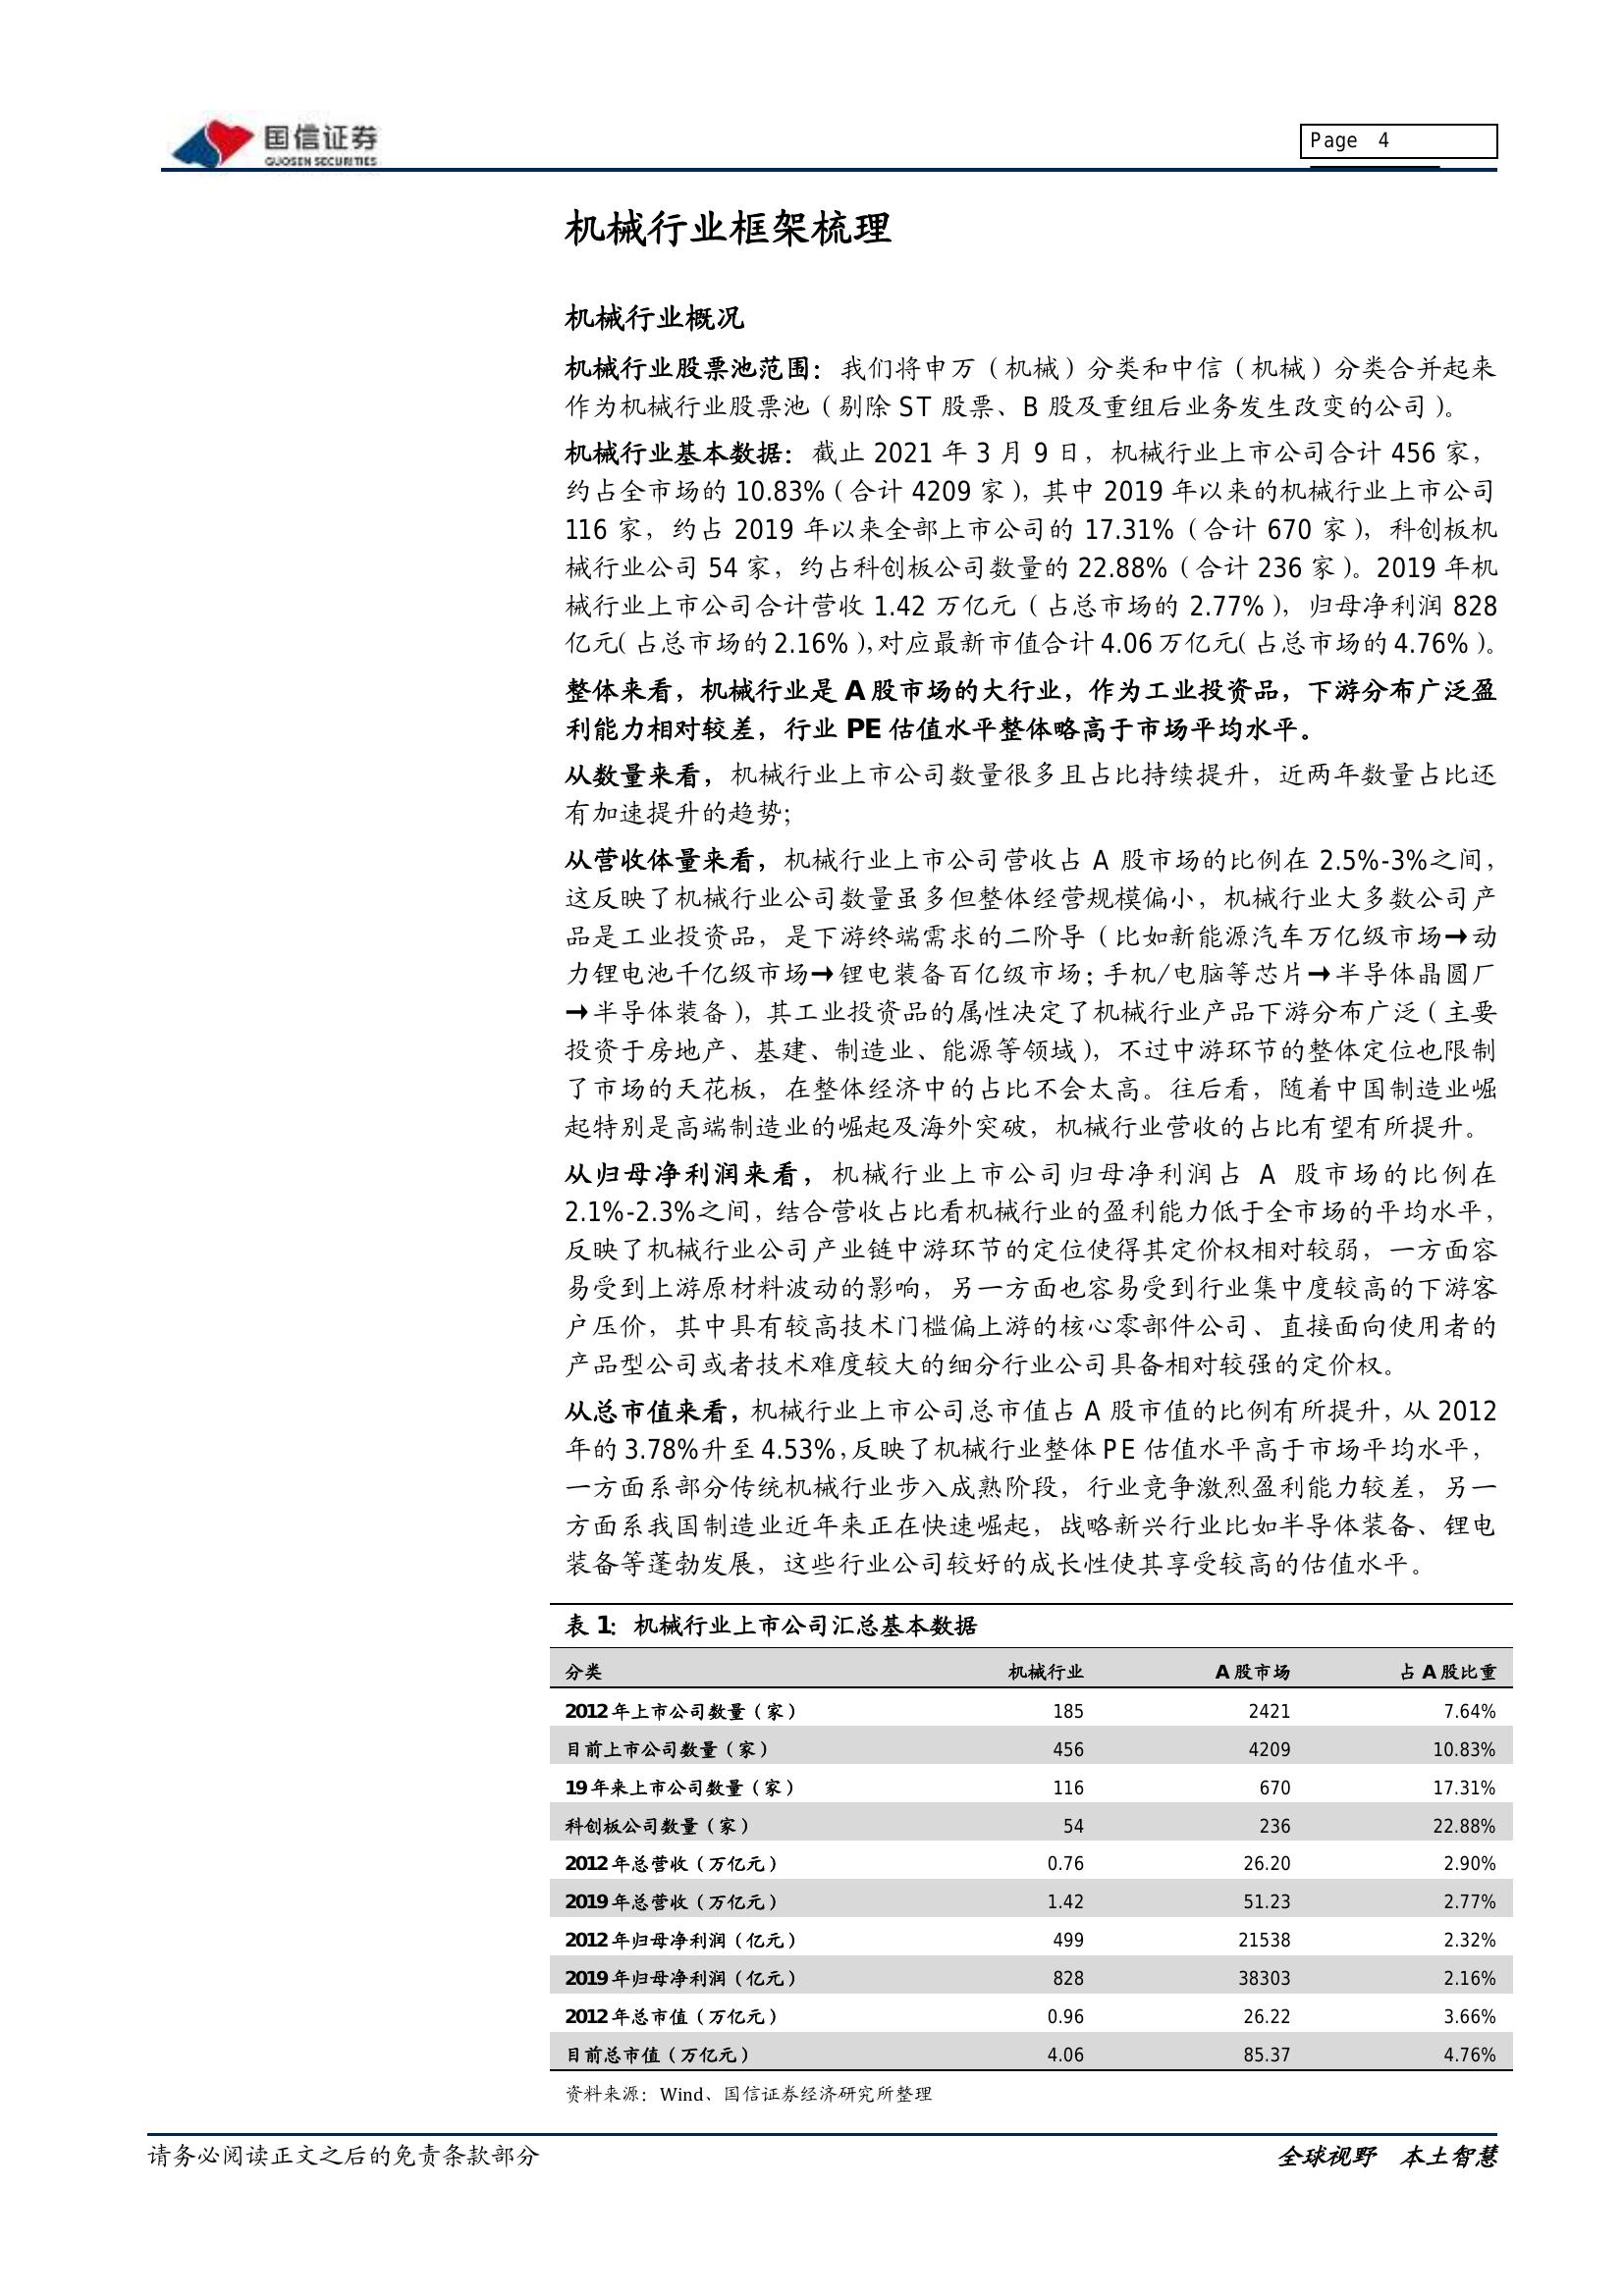 国信证券
GUOSEN SECURITIES
Page 4
机械行业框架梳理
机械行业概况
机械行业股票池范围：我们将申万（机械）分类和中信（机械）分类合并起来
作为机械行业股票池（剔除 ST 股票、B 股及重组后业务发生改变的公司）。
机械行业基本数据：截止 2021 年 3 月 9 日，机械行业上市公司合计 456 家，
约占全市场的 10.83%（合计 4209 家），其中 2019 年以来的机械行业上市公司
116 家，约占 2019 年以来全部上市公司的 17.31%（合计 670 家），科创板机
械行业公司 54 家，约占科创板公司数量的 22.88%（合计 236 家）。2019 年机
械行业上市公司合计营收 1.42 万亿元（占总市场的 2.77%），归母净利润 828
亿元（占总市场的 2.16%），对应最新市值合计 4.06 万亿元（占总市场的 4.76%）。
整体来看，机械行业是 A 股市场的大行业，作为工业投资品，下游分布广泛盈
利能力相对较差，行业 PE 估值水平整体略高于市场平均水平。
从数量来看，机械行业上市公司数量很多且占比持续提升，近两年数量占比还
有加速提升的趋势；
从营收体量来看，机械行业上市公司营收占 A 股市场的比例在 2.5%-3%之间，
这反映了机械行业公司数量虽多但整体经营规模偏小，机械行业大多数公司产
品是工业投资品，是下游终端需求的二阶导（比如新能源汽车万亿级市场→动
力锂电池千亿级市场→锂电装备百亿级市场；手机/电脑等芯片→半导体晶圆厂
→半导体装备），其工业投资品的属性决定了机械行业产品下游分布广泛（主要
投资于房地产、基建、制造业、能源等领域），不过中游环节的整体定位也限制
了市场的天花板，在整体经济中的占比不会太高。往后看，随着中国制造业崛
起特别是高端制造业的崛起及海外突破，机械行业营收的占比有望有所提升。
从归母净利润来看，机械行业上市公司归母净利润占 A 股市场的比例在
2.1%-2.3%之间，结合营收占比看机械行业的盈利能力低于全市场的平均水平，
反映了机械行业公司产业链中游环节的定位使得其定价权相对较弱，一方面容
易受到上游原材料波动的影响，另一方面也容易受到行业集中度较高的下游客
户压价，其中具有较高技术门槛偏上游的核心零部件公司、直接面向使用者的
产品型公司或者技术难度较大的细分行业公司具备相对较强的定价权。
从总市值来看，机械行业上市公司总市值占 A 股市值的比例有所提升，从 2012
年的 3.78%升至 4.53%，反映了机械行业整体 PE 估值水平高于市场平均水平，
一方面系部分传统机械行业步入成熟阶段，行业竞争激烈盈利能力较差，另一
方面系我国制造业近年来正在快速崛起，战略新兴行业比如半导体装备、锂电
装备等蓬勃发展，这些行业公司较好的成长性使其享受较高的估值水平。
表 1：机械行业上市公司汇总基本数据
分类 机械行业 A 股市场 占 A 股比重
2012 年上市公司数量（家） 185 2421 7.64%
目前上市公司数量（家） 456 4209 10.83%
19 年来上市公司数量（家） 116 670 17.31%
科创板公司数量（家） 54 236 22.88%
2012 年总营收（万亿元） 0.76 26.20 2.90%
2019 年总营收（万亿元） 1.42 51.23 2.77%
2012 年归母净利润（亿元） 499 21538 2.32%
2019 年归母净利润（亿元） 828 38303 2.16%
2012 年总市值（万亿元） 0.96 26.22 3.66%
目前总市值（万亿元） 4.06 85.37 4.76%
资料来源：Wind、国信证券经济研究所整理
请务必阅读正文之后的免责条款部分
全球视野 本土智慧